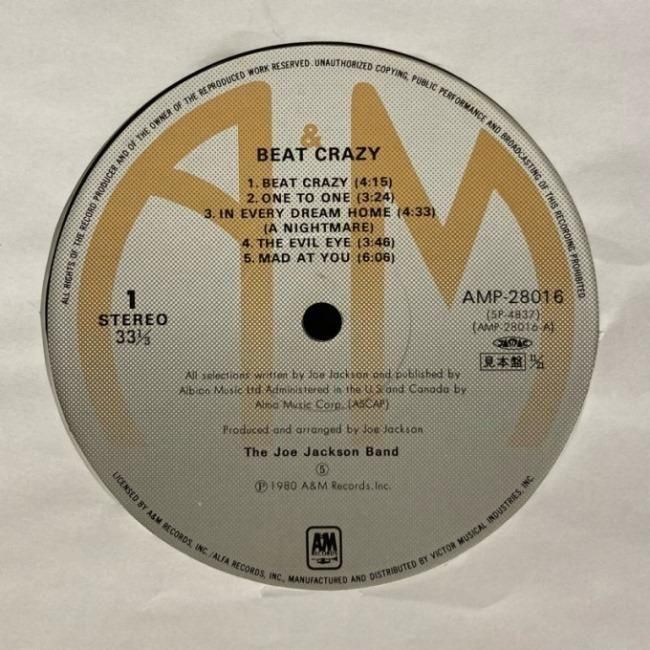 ALL RIGHTS OF THE RECORD PRODUCER AND OF THE OWNER OF THE REPRODUCED WORK RESERVED. UNAUTHORIZED COPYING, PUBLIC PERFORMANCE AND BROADCASTING OF THIS RECORDING PROHIBITED
A&M
BEAT CRAZY
1. BEAT CRAZY (4:15)
2. ONE TO ONE (3:24)
3. IN EVERY DREAM HOME (4:33)
(A NIGHTMARE)
4. THE EVIL EYE (3:46)
5. MAD AT YOU (6:06)
1
STEREO
33⅓
AMP-28016
(SP-4837)
(AMP-28016-A)
見本盤
All selections written by Joe Jackson and published by
Albion Music Ltd Administered in the U.S and Canada by
Almo Music Corp. (ASCAP)
Produced and arranged by Joe Jackson
The Joe Jackson Band
⑤
Ⓟ1980 A&M Records, Inc.
A&M
RECORDS
LICENSED BY A&M RECORDS, INC./ALFA RECORDS, INC., MANUFACTURED AND DISTRIBUTED BY VICTOR MUSICAL INDUSTRIES, INC.